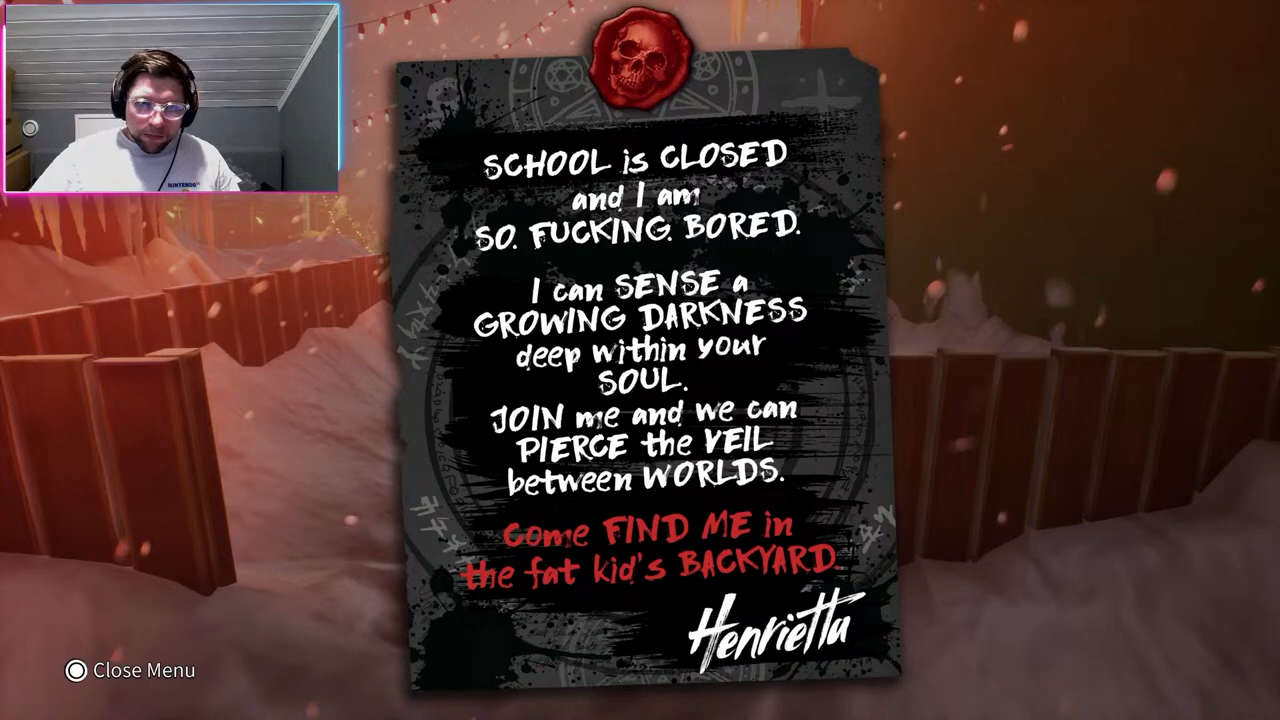 NINTENDO
SCHOOL is CLOSED
and I am
SO. FUCKING. BORED.
I can SENSE a
GROWING DARKNESS
deep within your
SOUL.
JOIN me and we can
PIERCE the VEIL
between WORLDS.
Come FIND ME in
the fat kid's BACKYARD.
Henrietta
Close Menu